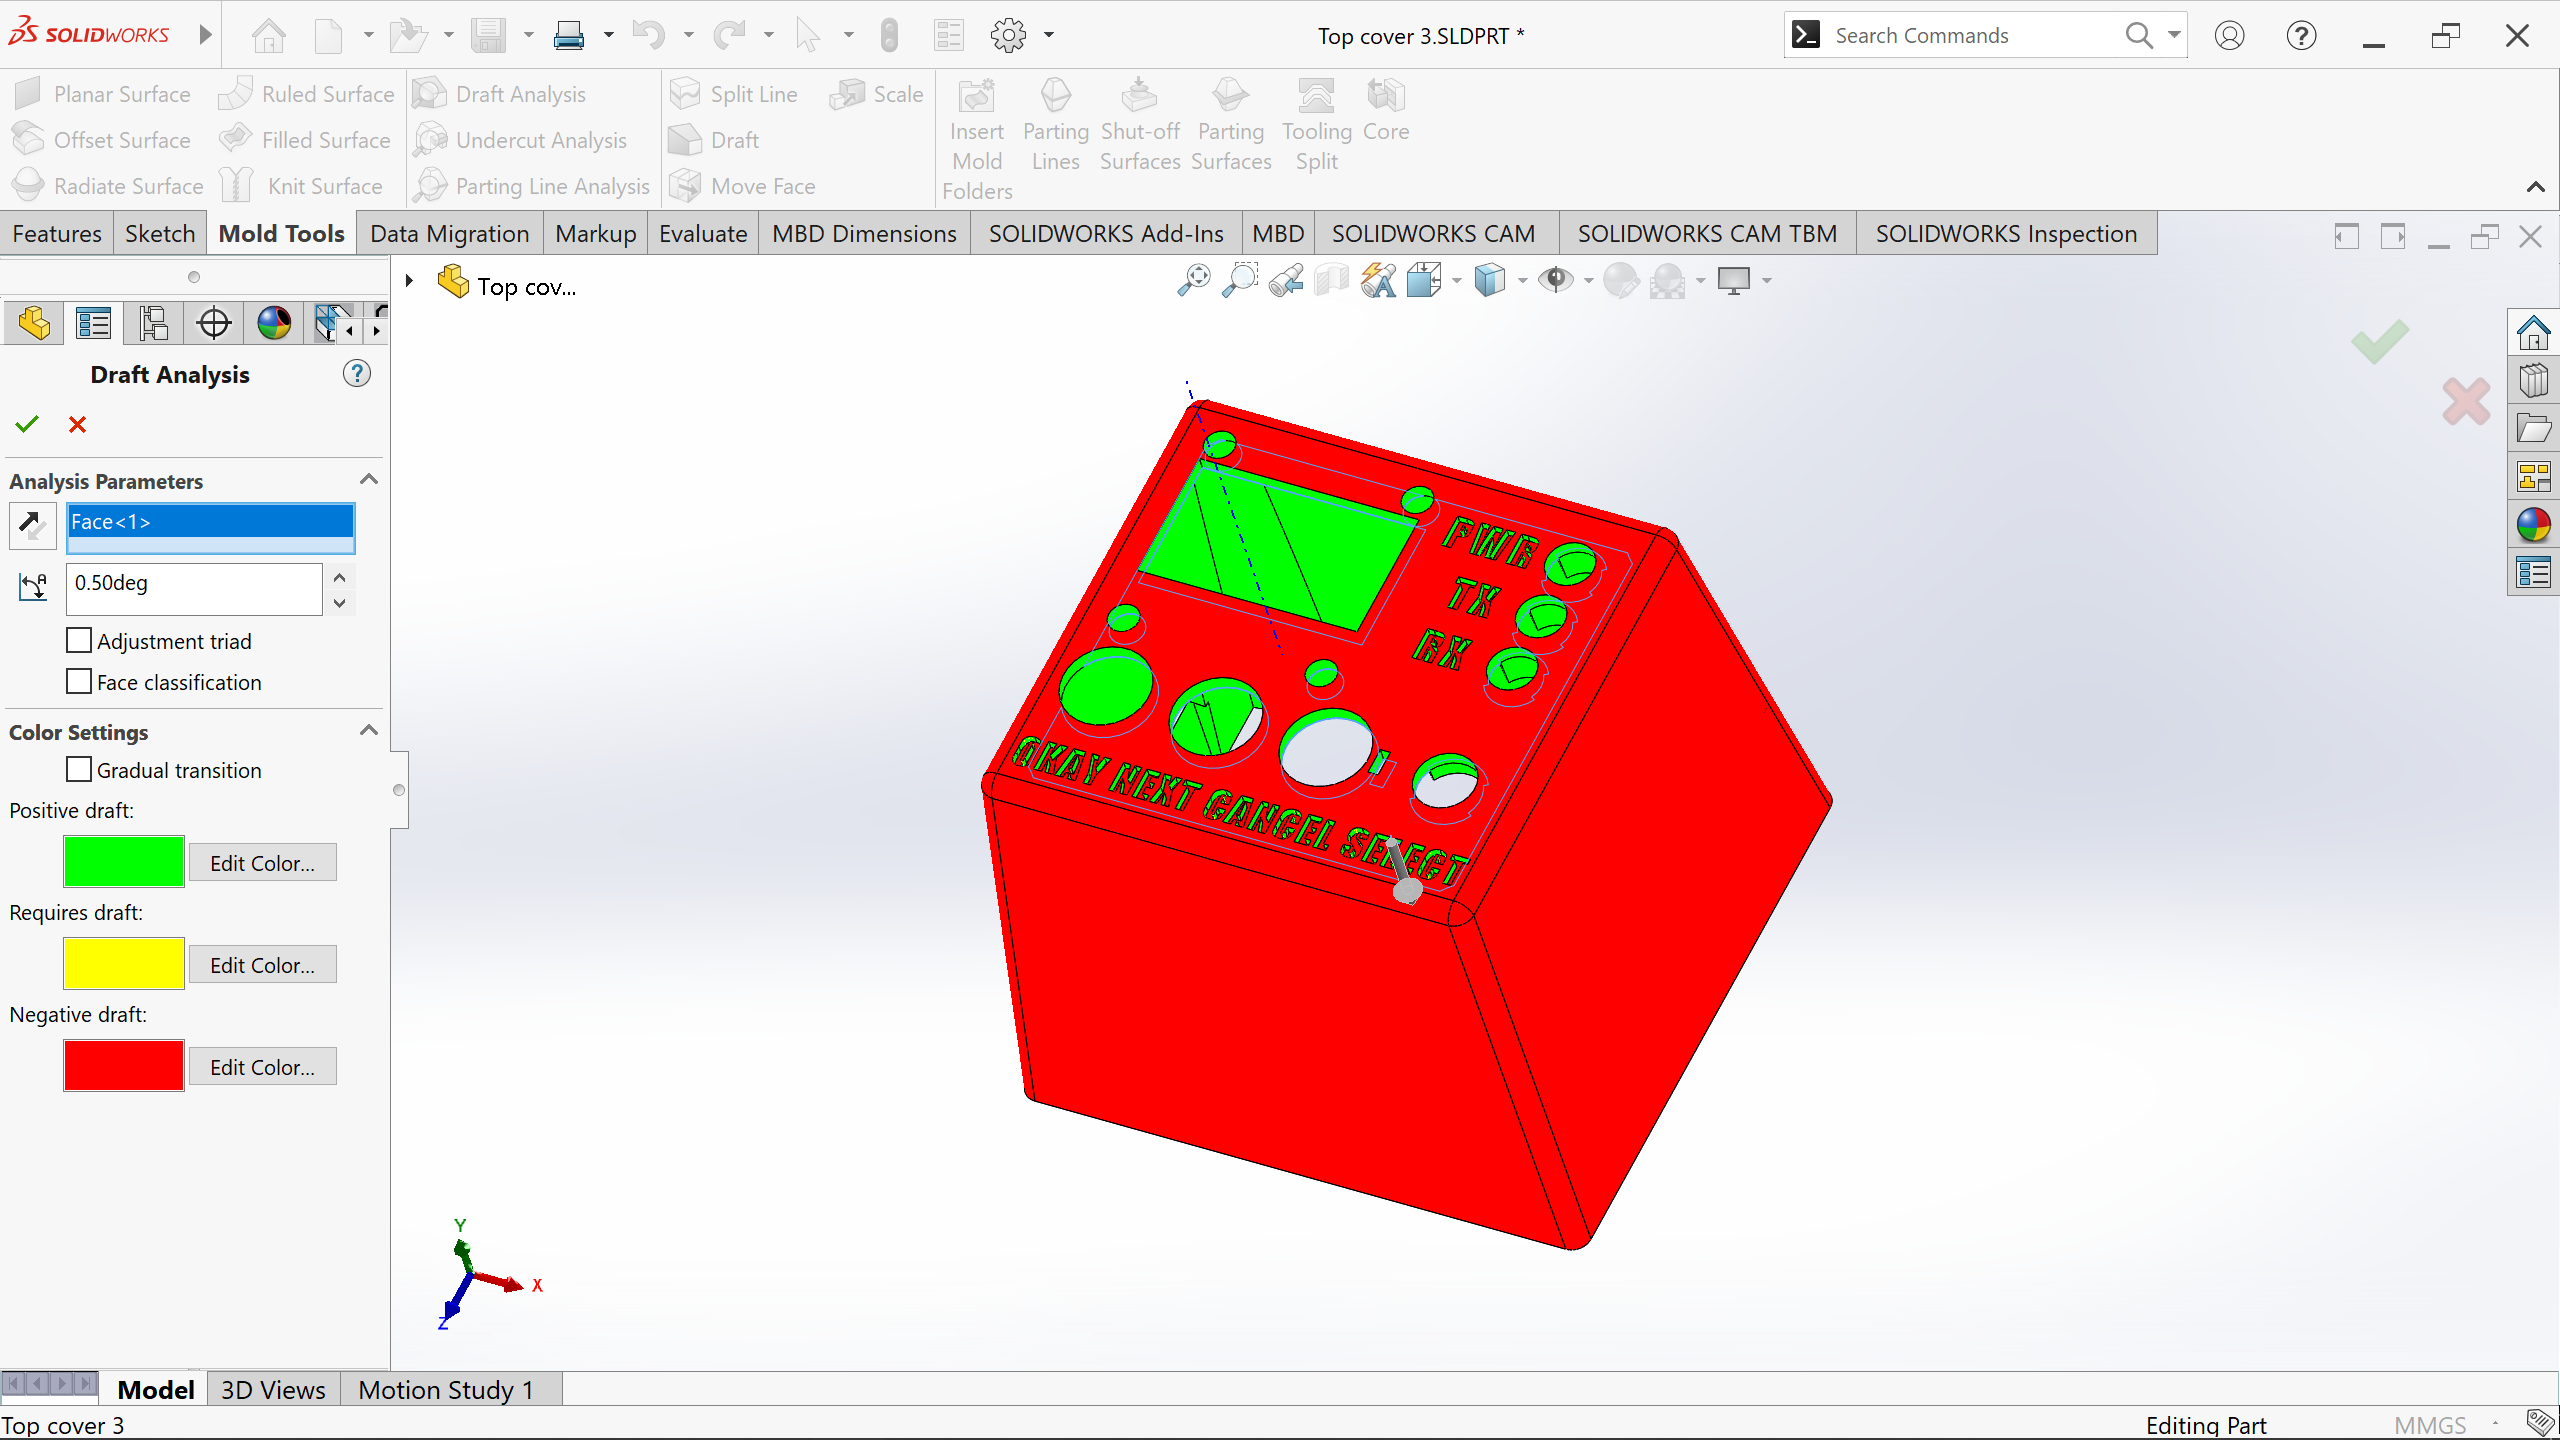 SOLIDWORKS
Top cover 3.SLDPRT *
Search Commands
Planar Surface
Ruled Surface
Draft Analysis
Split Line
Scale
Offset Surface
Filled Surface
Undercut Analysis
Draft
Radiate Surface
Knit Surface
Parting Line Analysis
Move Face
Insert
Mold
Folders
Parting
Lines
Shut-off
Surfaces
Parting
Surfaces
Tooling
Split
Core
Features
Sketch
Mold Tools
Data Migration
Markup
Evaluate
MBD Dimensions
SOLIDWORKS Add-Ins
MBD
SOLIDWORKS CAM
SOLIDWORKS CAM TBM
SOLIDWORKS Inspection
Top cov...
Draft Analysis
Analysis Parameters
Face<1>
0.50deg
Adjustment triad
Face classification
Color Settings
Gradual transition
Positive draft:
Edit Color...
Requires draft:
Edit Color...
Negative draft:
Edit Color...
PWR
TX
RX
OKAY NEXT CANCEL SELECT
Y
X
Z
Model
3D Views
Motion Study 1
Top cover 3
Editing Part
MMGS